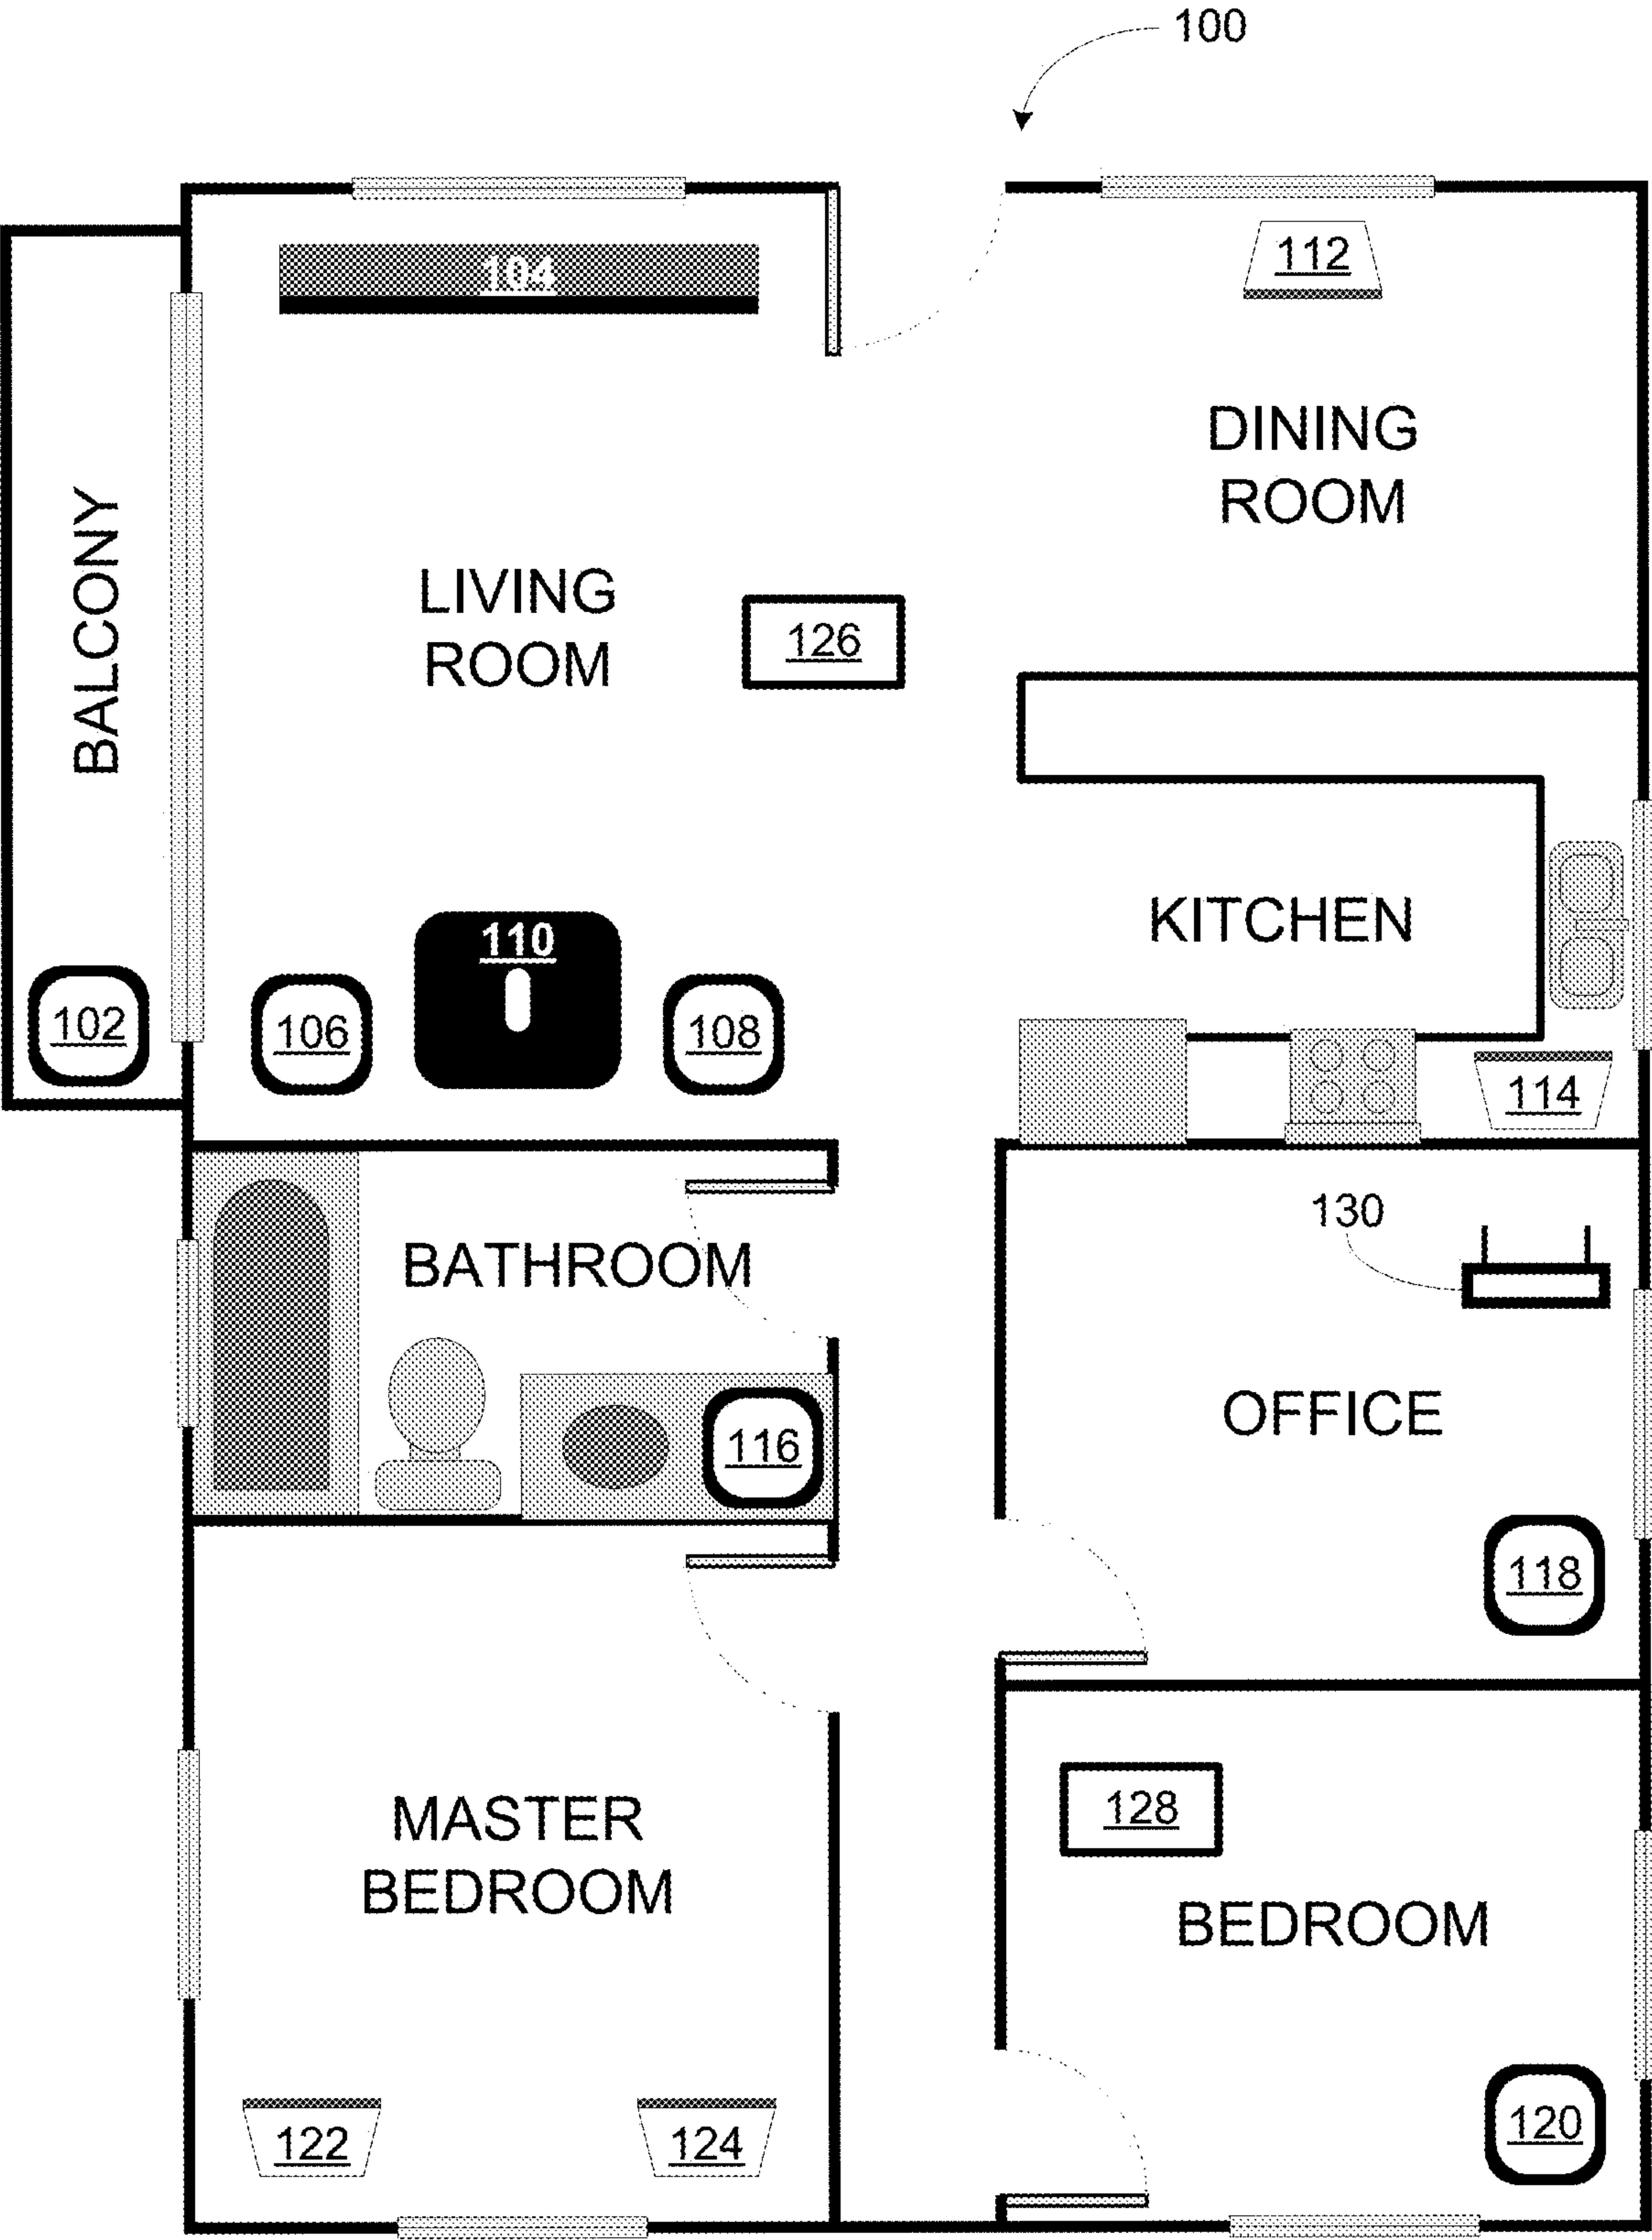 100
104
112
DINING
ROOM
BALCONY
LIVING
ROOM
126
KITCHEN
110
102
106
108
114
130
BATHROOM
OFFICE
116
118
128
MASTER
BEDROOM
BEDROOM
122
124
120